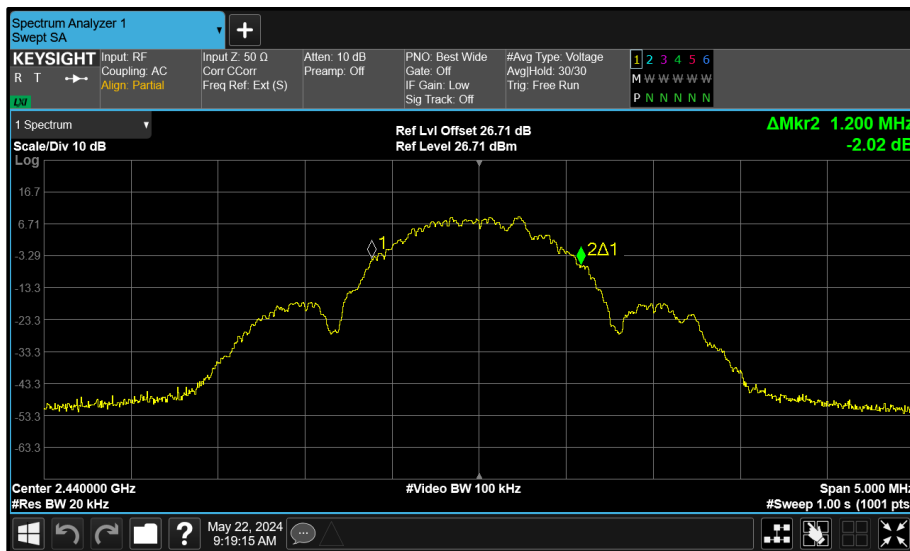 Spectrum Analyzer 1
Swept SA
KEYSIGHT
R T
LXI
Input: RF
Coupling: AC
Align: Partial
Input Z: 50 Ω
Corr CCorr
Freq Ref: Ext (S)
Atten: 10 dB
Preamp: Off
PNO: Best Wide
Gate: Off
IF Gain: Low
Sig Track: Off
#Avg Type: Voltage
Avg|Hold: 30/30
Trig: Free Run
1 2 3 4 5 6
M W W W W W
P N N N N N
1 Spectrum
Scale/Div 10 dB
Ref Lvl Offset 26.71 dB
Ref Level 26.71 dBm
ΔMkr2 1.200 MHz
-2.02 dB
Log
16.7
6.71
-3.29
-13.3
-23.3
-33.3
-43.3
-53.3
-63.3
1
2Δ1
Center 2.440000 GHz
#Video BW 100 kHz
Span 5.000 MHz
#Res BW 20 kHz
#Sweep 1.00 s (1001 pts
?
May 22, 2024
9:19:15 AM